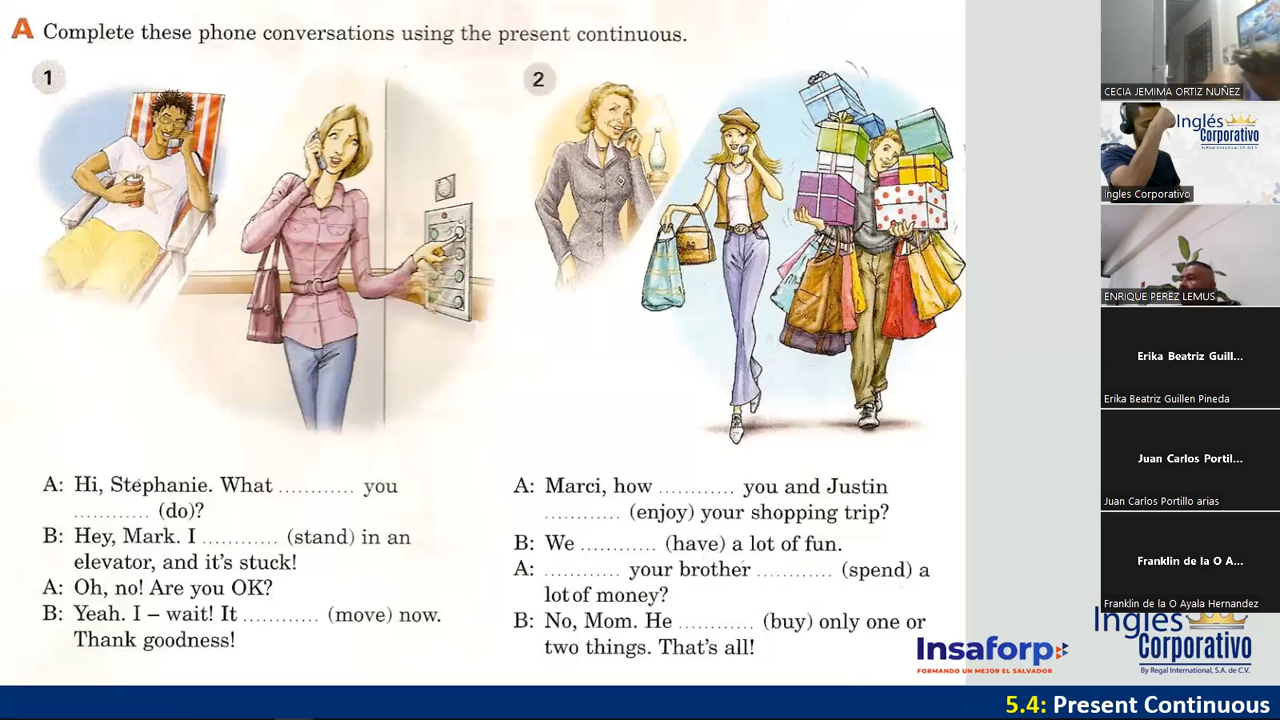 A Complete these phone conversations using the present continuous.
1
A: Hi, Stephanie. What ............ you
............ (do)?
B: Hey, Mark. I ............ (stand) in an
elevator, and it's stuck!
A: Oh, no! Are you OK?
B: Yeah. I – wait! It ............ (move) now.
Thank goodness!
2
A: Marci, how ............ you and Justin
............ (enjoy) your shopping trip?
B: We ............ (have) a lot of fun.
A: ............ your brother ............ (spend) a
lot of money?
B: No, Mom. He ............ (buy) only one or
two things. That's all!
CECIA JEMIMA ORTIZ NUÑEZ
Inglés
Corporativo
By Regal International, S.A. de C.V.
Ingles Corporativo
ENRIQUE PEREZ LEMUS
Erika Beatriz Guill...
Erika Beatriz Guillen Pineda
Juan Carlos Portil...
Juan Carlos Portillo arias
Franklin de la O A...
Franklin de la O Ayala Hernandez
Insaforp
FORMANDO UN MEJOR EL SALVADOR
Inglés
Corporativo
By Regal International, S.A. de C.V.
5.4: Present Continuous